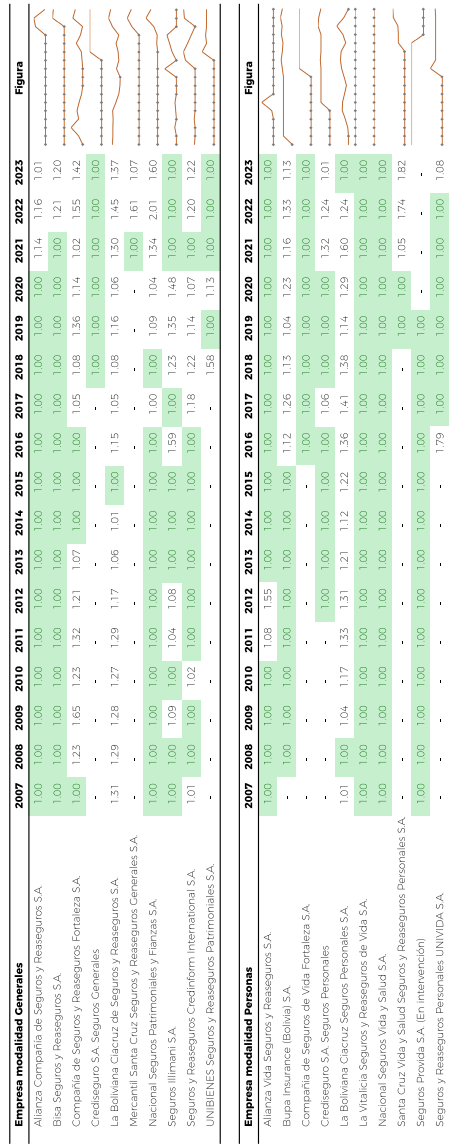 Empresa modalidad Generales 2007 2008 2009 2010 2011 2012 2013 2014 2015 2016 2017 2018 2019 2020 2021 2022 2023 Figura
Alianza Compañía de Seguros y Reaseguros S.A. 1.00 1.00 1.00 1.00 1.00 1.00 1.00 1.00 1.00 1.00 1.00 1.00 1.00 1.00 1.14 1.16 1.01
Bisa Seguros y Reaseguros S.A. 1.00 1.00 1.00 1.00 1.00 1.00 1.00 1.00 1.00 1.00 1.00 1.00 1.00 1.00 1.00 1.21 1.20
Compañía de Seguros y Reaseguros Fortaleza S.A. 1.00 1.23 1.65 1.23 1.32 1.21 1.07 1.00 1.00 1.00 1.05 1.08 1.36 1.14 1.02 1.55 1.42
Crediseguro S.A. Seguros Generales - - - - - - - - - - - 1.00 1.00 1.00 1.00 1.00 1.00
La Boliviana Ciacruz de Seguros y Reaseguros S.A. 1.31 1.29 1.28 1.27 1.29 1.17 1.06 1.01 1.00 1.15 1.05 1.08 1.16 1.06 1.30 1.45 1.37
Mercantil Santa Cruz Seguros y Reaseguros Generales S.A. - - - - - - - - - - - - - - 1.00 1.61 1.07
Nacional Seguros Patrimoniales y Fianzas S.A. 1.00 1.00 1.00 1.00 1.00 1.00 1.00 1.00 1.00 1.00 1.00 1.00 1.09 1.04 1.34 2.01 1.60
Seguros Illimani S.A. 1.00 1.00 1.09 1.00 1.04 1.08 1.00 1.00 1.00 1.59 1.00 1.23 1.35 1.48 1.00 1.00 1.00
Seguros y Reaseguros Credinform International S.A. 1.01 1.00 1.00 1.02 1.00 1.00 1.00 1.00 1.00 1.00 1.18 1.22 1.14 1.07 1.00 1.20 1.22
UNIBIENES Seguros y Reaseguros Patrimoniales S.A. - - - - - - - - - - - 1.58 1.00 1.13 1.00 1.00 1.00
Empresa modalidad Personas 2007 2008 2009 2010 2011 2012 2013 2014 2015 2016 2017 2018 2019 2020 2021 2022 2023 Figura
Alianza Vida Seguros y Reaseguros S.A. 1.00 1.00 1.00 1.00 1.08 1.55 1.00 1.00 1.00 1.00 1.00 1.00 1.00 1.00 1.00 1.00 1.00
Bupa Insurance (Bolivia) S.A. - 1.00 1.00 1.00 1.00 1.00 1.00 1.00 1.00 1.12 1.26 1.13 1.04 1.23 1.16 1.33 1.13
Compañía de Seguros de Vida Fortaleza S.A. - - - - - - - - - 1.00 1.00 1.00 1.00 1.00 1.00 1.00 1.00
Crediseguro S.A. Seguros Personales - - - - - 1.00 1.00 1.00 1.00 1.00 1.06 1.00 1.00 1.00 1.32 1.24 1.01
La Boliviana Ciacruz Seguros Personales S.A. 1.01 1.00 1.04 1.17 1.33 1.31 1.21 1.12 1.22 1.36 1.41 1.38 1.14 1.29 1.60 1.24 1.00
La Vitalicia Seguros y Reaseguros de Vida S.A. 1.00 1.00 1.00 1.00 1.00 1.00 1.00 1.00 1.00 1.00 1.00 1.00 1.00 1.00 1.00 1.00 1.00
Nacional Seguros Vida y Salud S.A. 1.00 1.00 1.00 1.00 1.00 1.00 1.00 1.00 1.00 1.00 1.00 1.00 1.00 1.00 1.00 1.00 1.00
Santa Cruz Vida y Salud Seguros y Reaseguros Personales S.A. - - - - - - - - - - - - 1.00 1.00 1.05 1.74 1.82
Seguros Provida S.A. (En intervención) 1.00 1.00 1.00 1.00 1.00 1.00 1.00 1.00 1.00 1.00 1.00 1.00 1.00 - - - -
Seguros y Reaseguros Personales UNIVIDA S.A. - - - - - - - - - 1.79 1.00 1.00 1.00 1.00 1.00 1.00 1.08